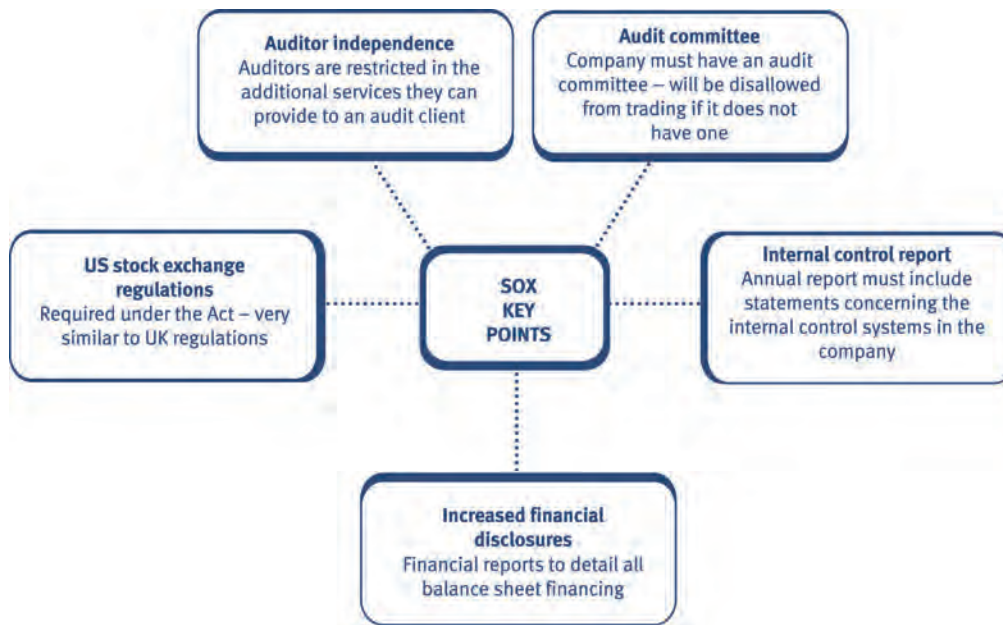 Auditor independence
Auditors are restricted in the
additional services they can
provide to an audit client
Audit committee
Company must have an audit
committee – will be disallowed
from trading if it does not
have one
US stock exchange
regulations
Required under the Act – very
similar to UK regulations
SOX
KEY
POINTS
Internal control report
Annual report must include
statements concerning the
internal control systems in the
company
Increased financial
disclosures
Financial reports to detail all
balance sheet financing